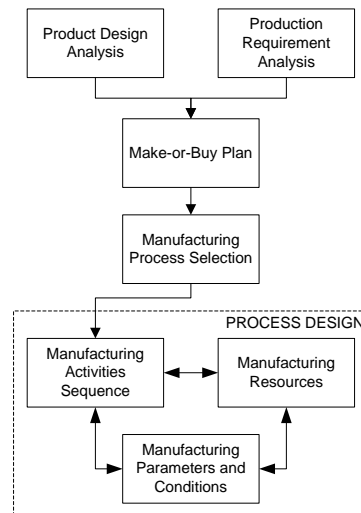 Product Design
Analysis
Production
Requirement
Analysis
Make-or-Buy Plan
Manufacturing
Process Selection
PROCESS DESIGN
Manufacturing
Activities
Sequence
Manufacturing
Resources
Manufacturing
Parameters and
Conditions